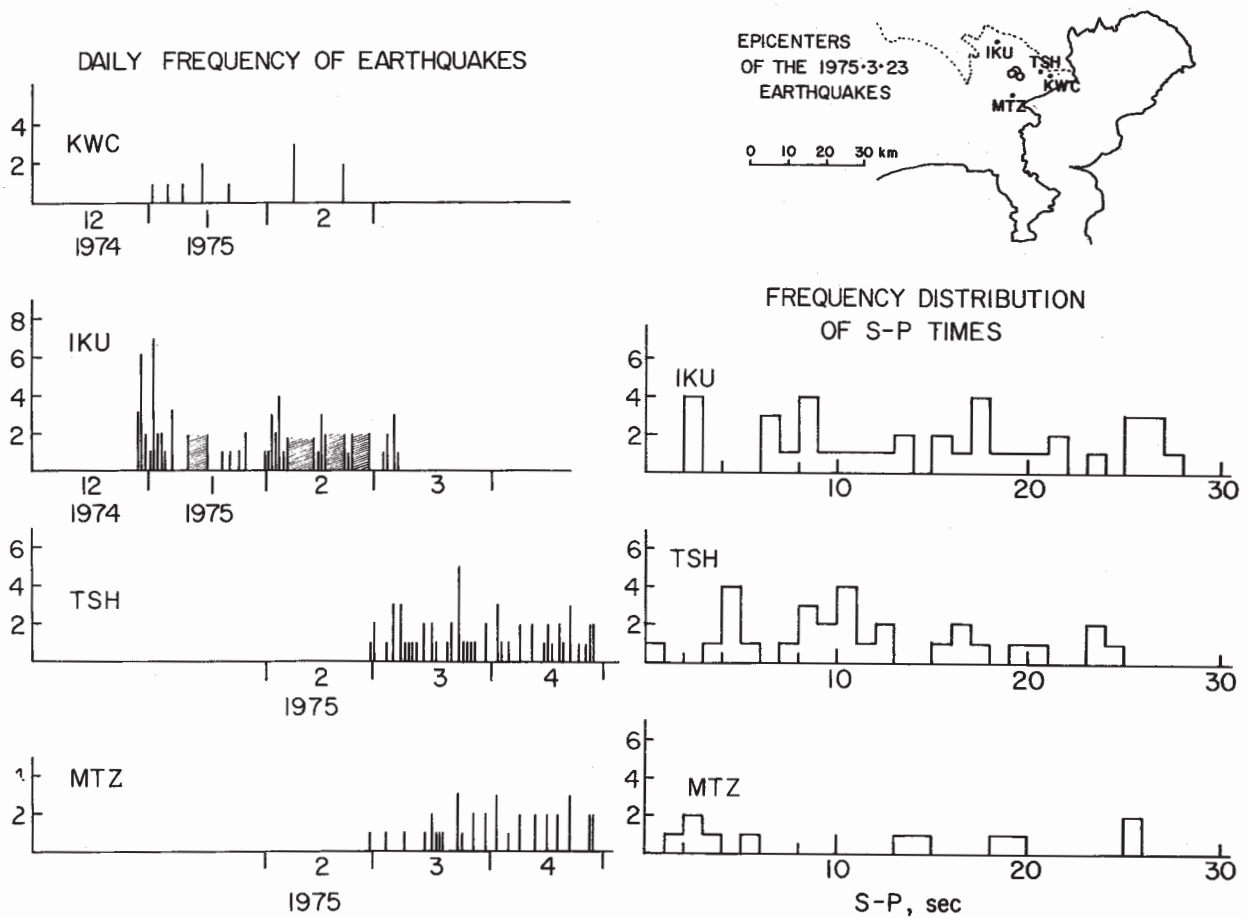 DAILY FREQUENCY OF EARTHQUAKES
4
KWC
2
12
1
2
1974
1975
8
IKU
6
4
2
12
1
2
3
1974
1975
6
4
TSH
2
2
3
4
1975
MTZ
2
2
3
4
1975
EPICENTERS
OF THE 1975·3·23
EARTHQUAKES
IKU
TSH
KWC
MTZ
0 10 20 30 km
FREQUENCY DISTRIBUTION
OF S-P TIMES
6
IKU
4
2
10 20 30
6
TSH
4
2
10 20 30
6
4
MTZ
2
10 20 30
S-P, sec